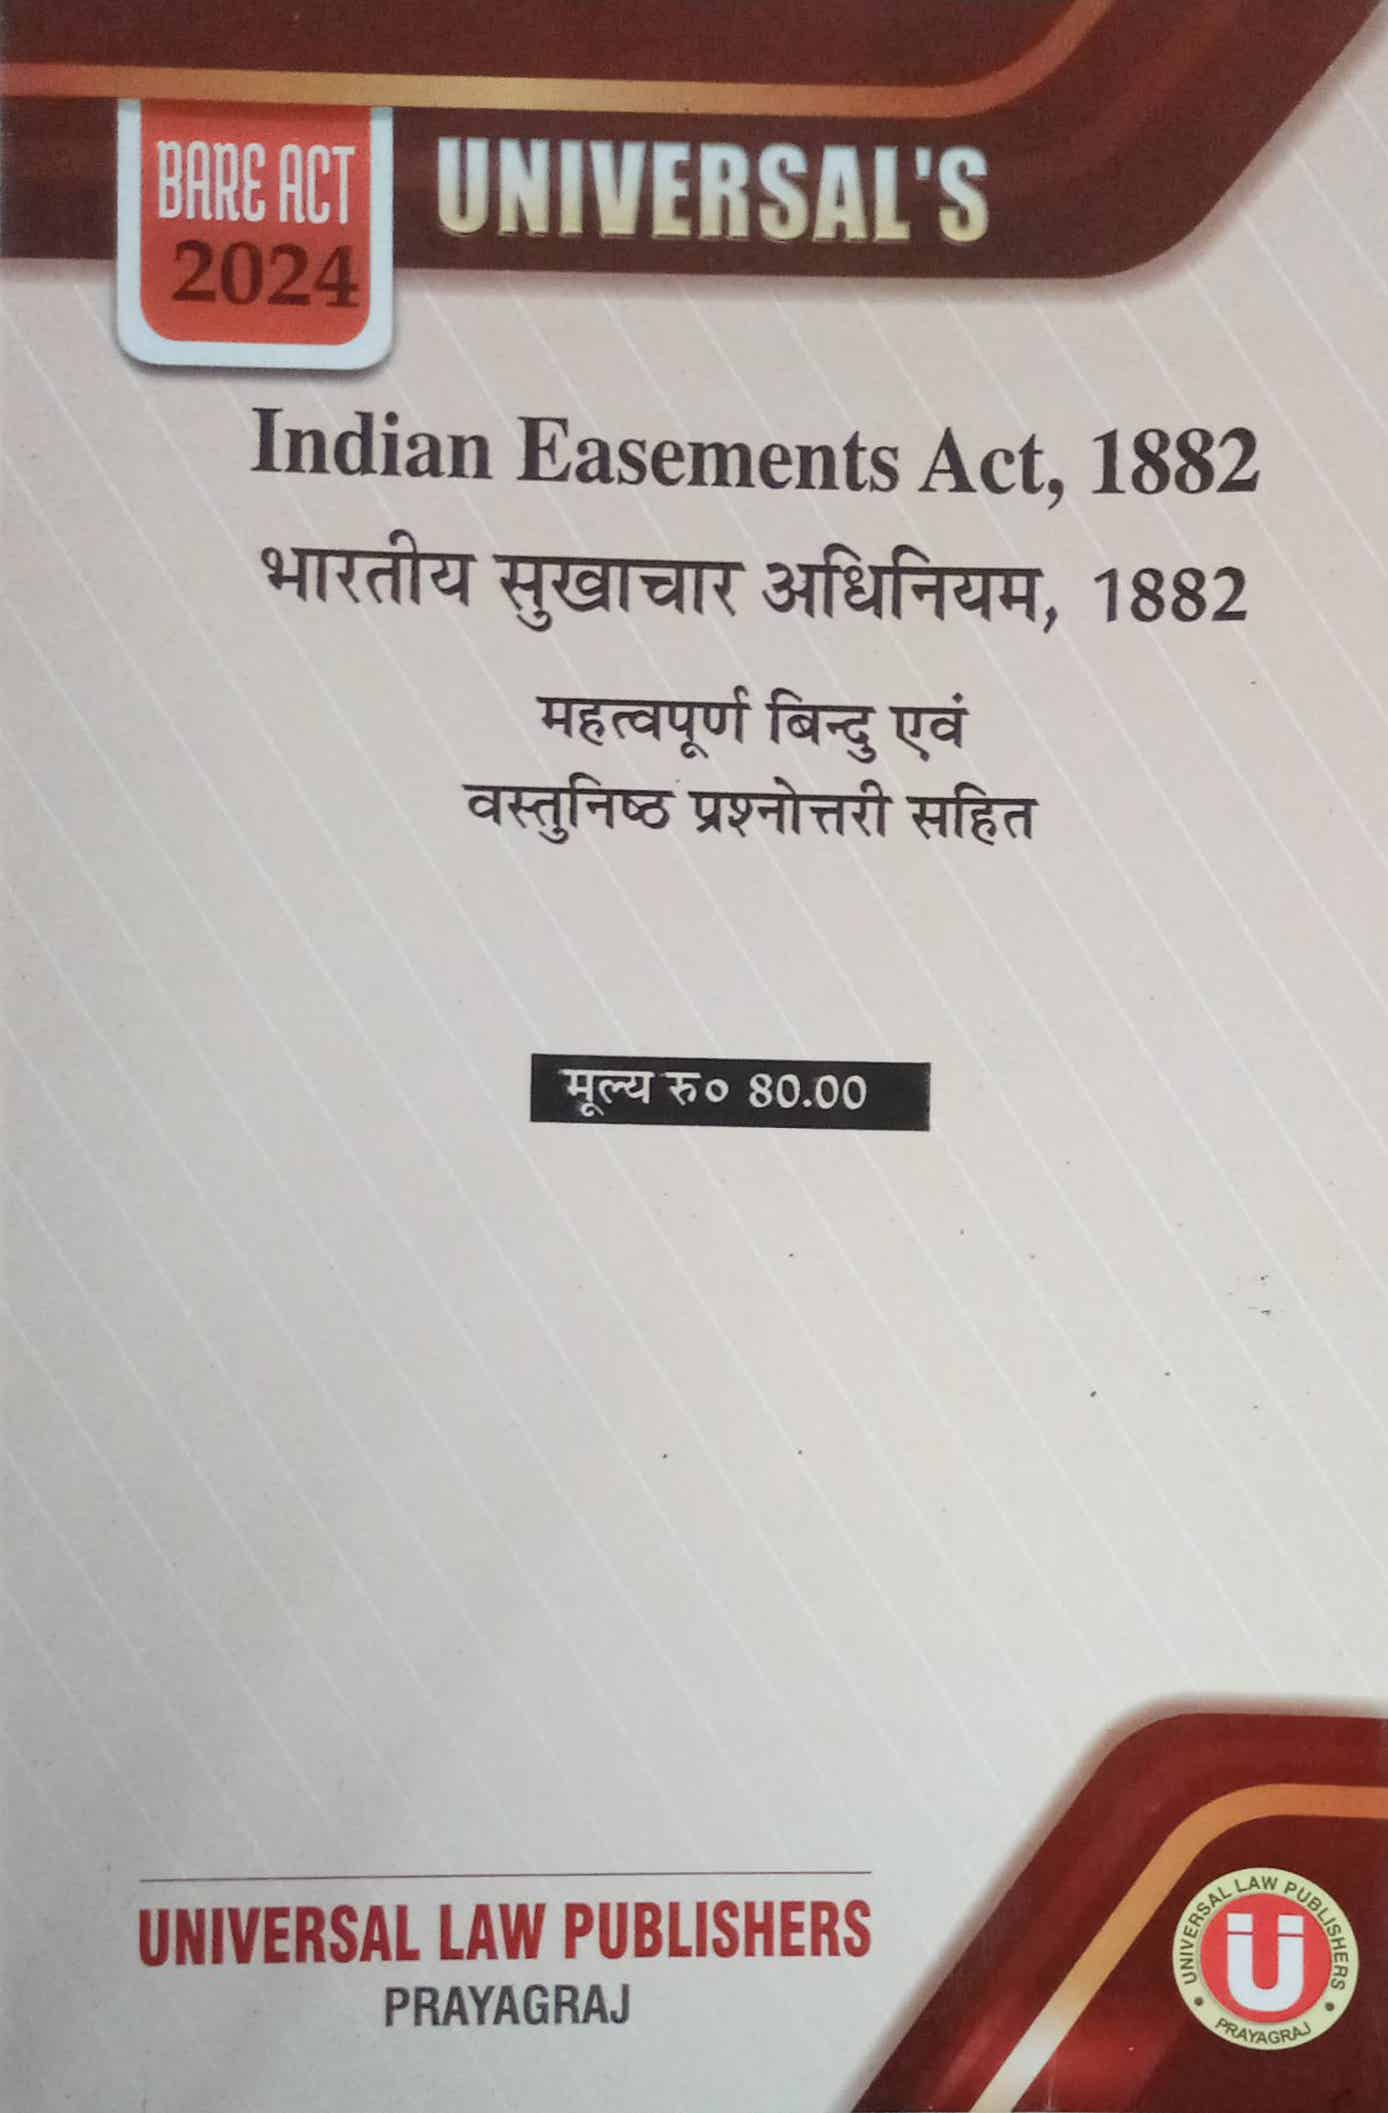 BARE ACT
2024
UNIVERSAL'S
Indian Easements Act, 1882
भारतीय सुखाचार अधिनियम, 1882
महत्वपूर्ण बिन्दु एवं
वस्तुनिष्ठ प्रश्नोत्तरी सहित
मूल्य रु० 80.00
UNIVERSAL LAW PUBLISHERS
PRAYAGRAJ
UNIVERSAL LAW PUBLISHERS
U
• PRAYAGRAJ •